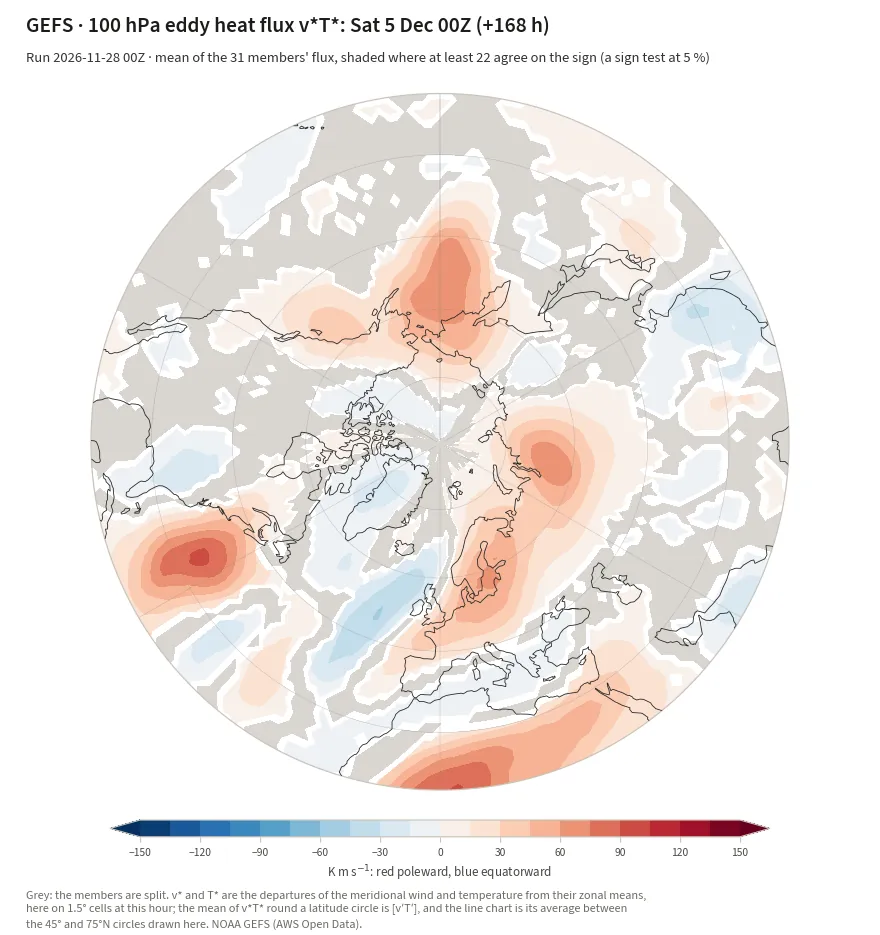 GEFS · 100 hPa eddy heat flux v*T*: Sat 5 Dec 00Z (+168 h)
Run 2026-11-28 00Z · mean of the 31 members' flux, shaded where at least 22 agree on the sign (a sign test at 5 %)
−150 −120 −90 −60 −30 0 30 60 90 120 150
K m s⁻¹: red poleward, blue equatorward
Grey: the members are split. v* and T* are the departures of the meridional wind and temperature from their zonal means,
here on 1.5° cells at this hour; the mean of v*T* round a latitude circle is [v'T'], and the line chart is its average between
the 45° and 75°N circles drawn here. NOAA GEFS (AWS Open Data).